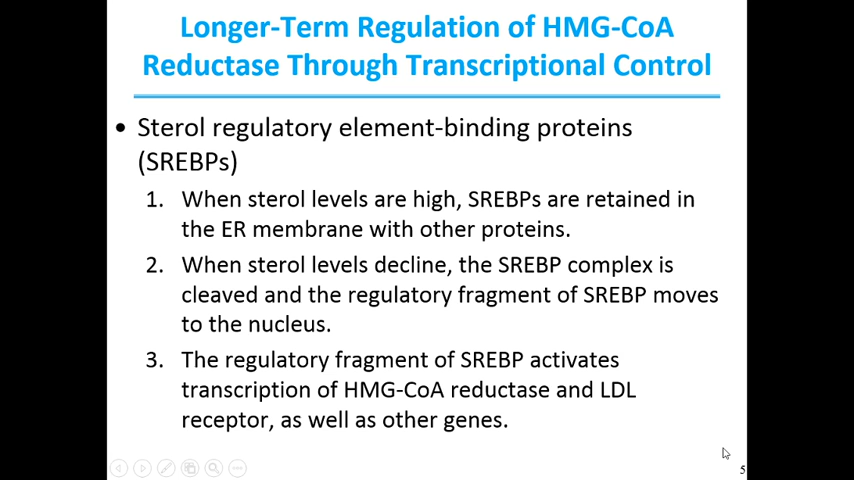 Longer-Term Regulation of HMG-CoA
Reductase Through Transcriptional Control
• Sterol regulatory element-binding proteins
(SREBPs)
1. When sterol levels are high, SREBPs are retained in
the ER membrane with other proteins.
2. When sterol levels decline, the SREBP complex is
cleaved and the regulatory fragment of SREBP moves
to the nucleus.
3. The regulatory fragment of SREBP activates
transcription of HMG-CoA reductase and LDL
receptor, as well as other genes.
5